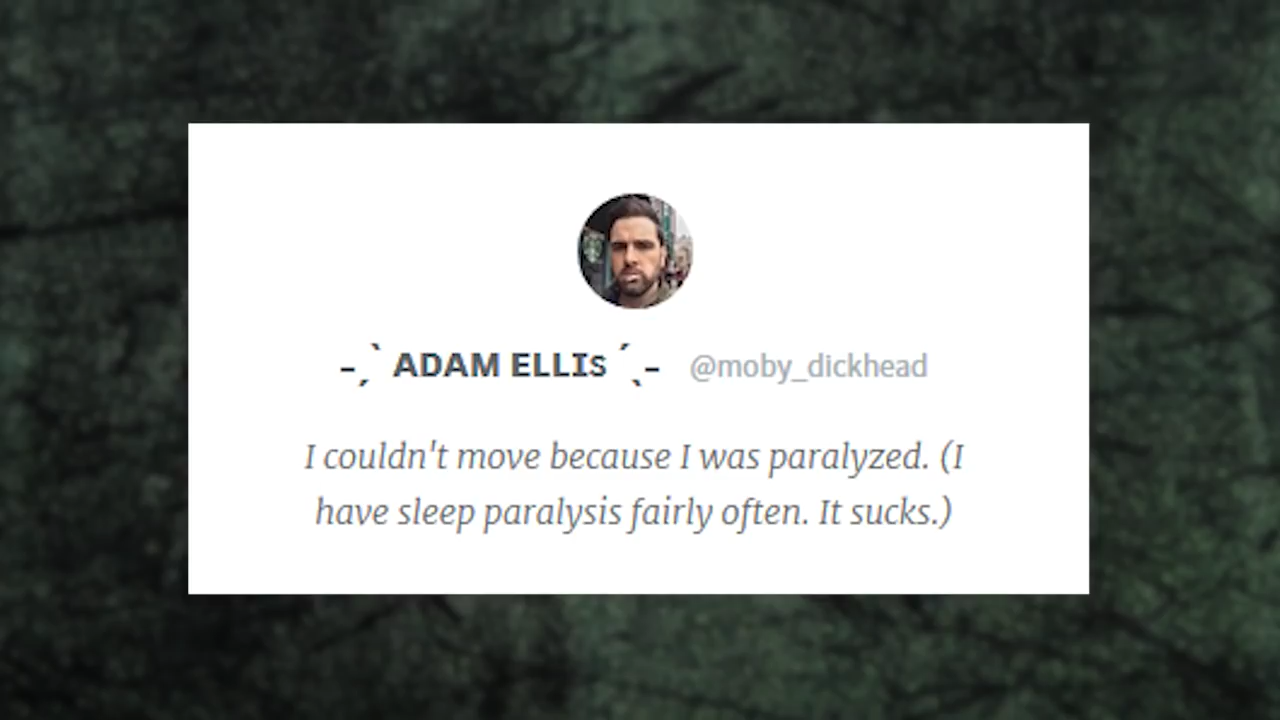 -ˏˋ ADAM ELLIS ˊˎ- @moby_dickhead
I couldn't move because I was paralyzed. (I
have sleep paralysis fairly often. It sucks.)